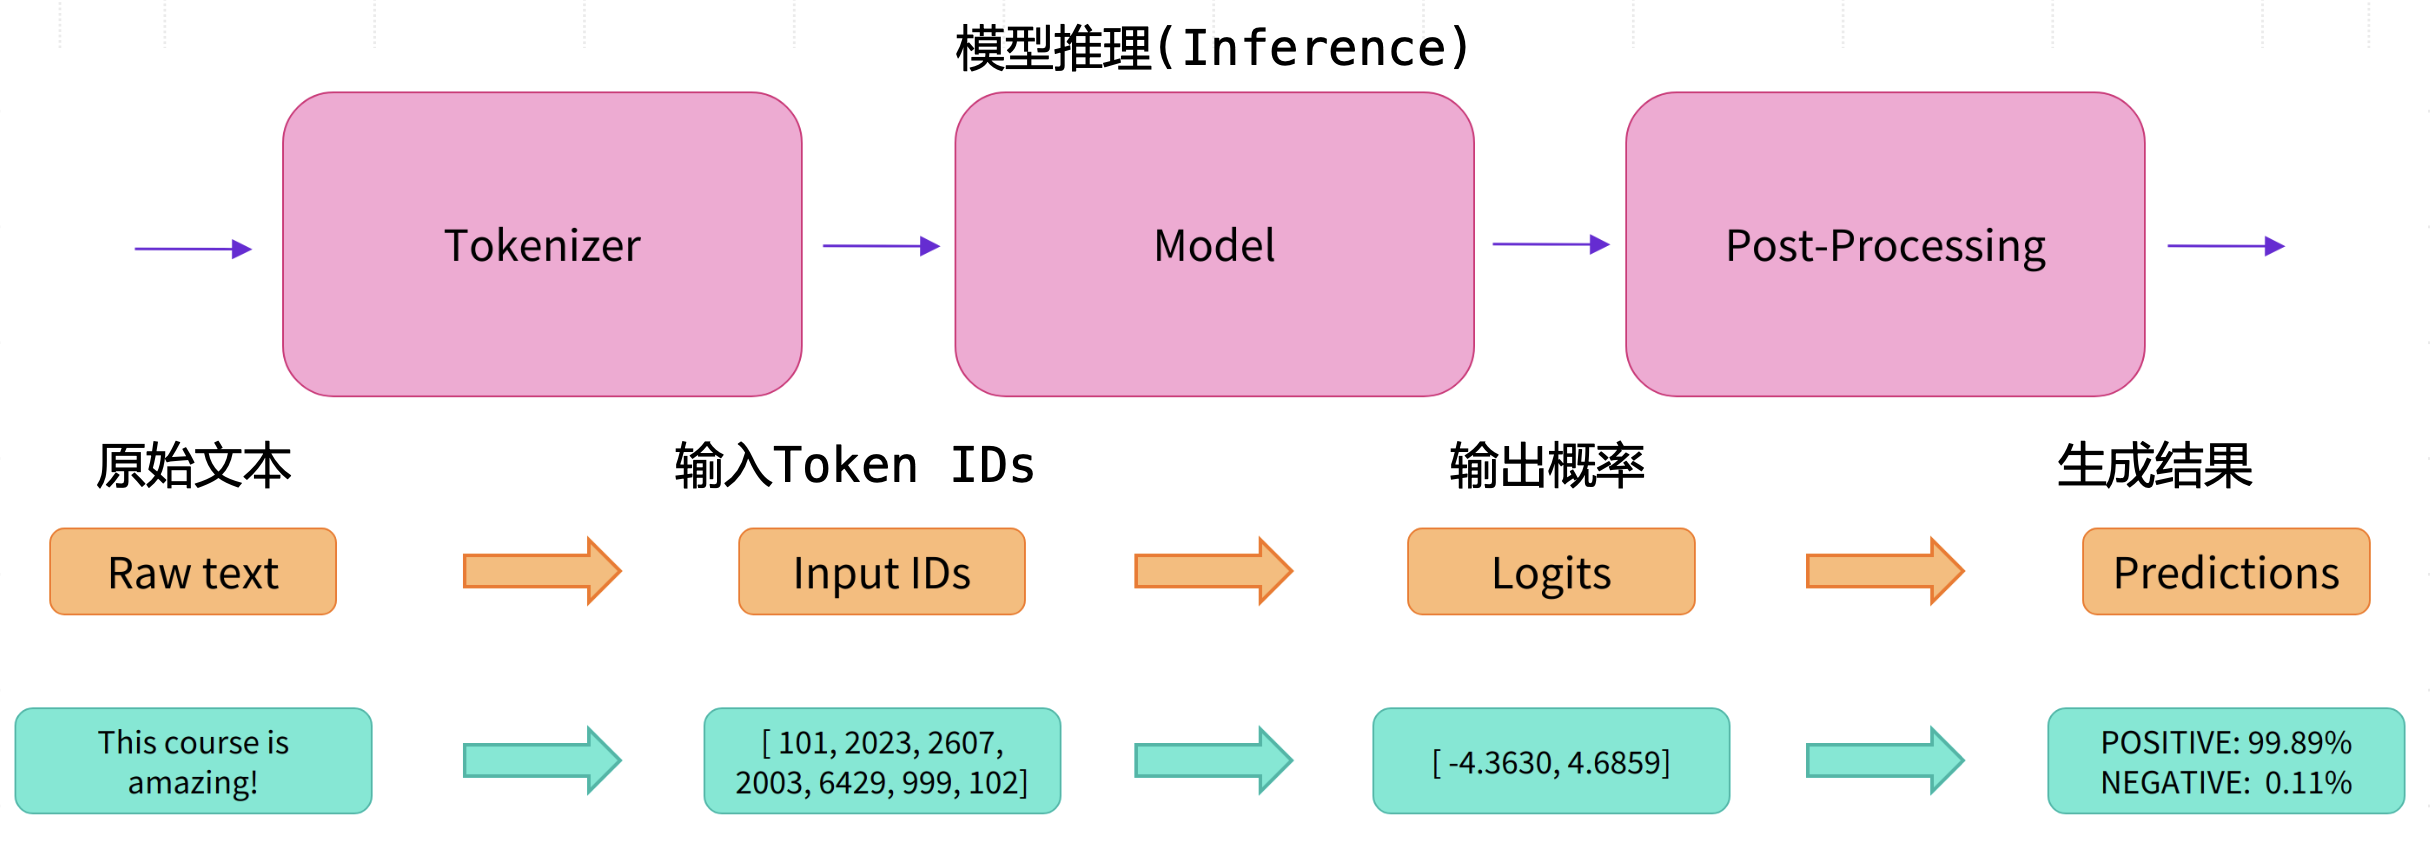 模型推理(Inference)
Tokenizer
Model
Post-Processing
原始文本
输入Token IDs
输出概率
生成结果
Raw text
Input IDs
Logits
Predictions
This course is
amazing!
[ 101, 2023, 2607,
2003, 6429, 999, 102]
[ -4.3630, 4.6859]
POSITIVE: 99.89%
NEGATIVE: 0.11%